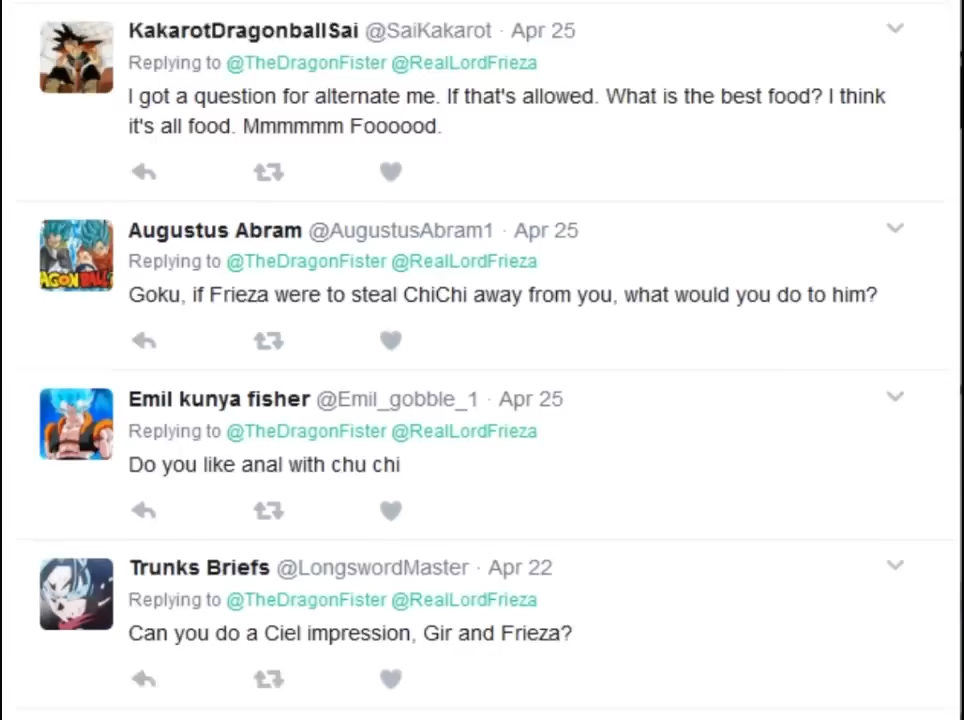 KakarotDragonballSai @SaiKakarot · Apr 25
Replying to @TheDragonFister @RealLordFrieza
I got a question for alternate me. If that's allowed. What is the best food? I think
it's all food. Mmmmmm Foooood.
Augustus Abram @AugustusAbram1 · Apr 25
Replying to @TheDragonFister @RealLordFrieza
AGON BALL
Goku, if Frieza were to steal ChiChi away from you, what would you do to him?
Emil kunya fisher @Emil_gobble_1 · Apr 25
Replying to @TheDragonFister @RealLordFrieza
Do you like anal with chu chi
Trunks Briefs @LongswordMaster · Apr 22
Replying to @TheDragonFister @RealLordFrieza
Can you do a Ciel impression, Gir and Frieza?